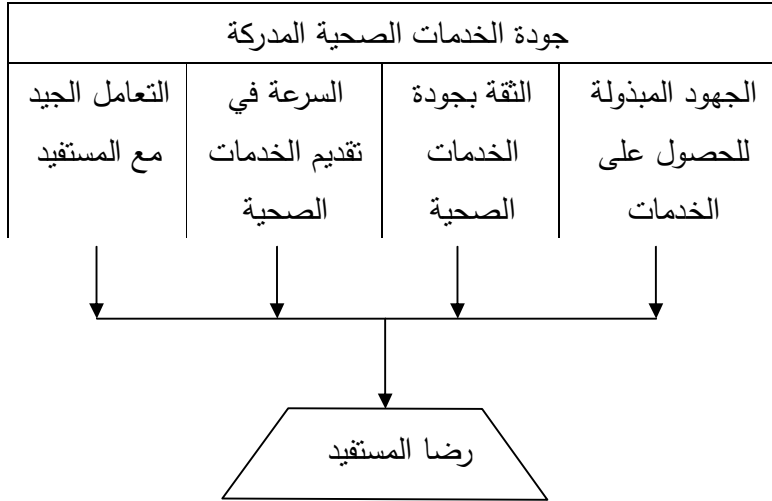 جودة الخدمات الصحية المدركة
الجهود المبذولة
للحصول على
الخدمات
الثقة بجودة
الخدمات
الصحية
السرعة في
تقديم الخدمات
الصحية
التعامل الجيد
مع المستفيد
رضا المستفيد